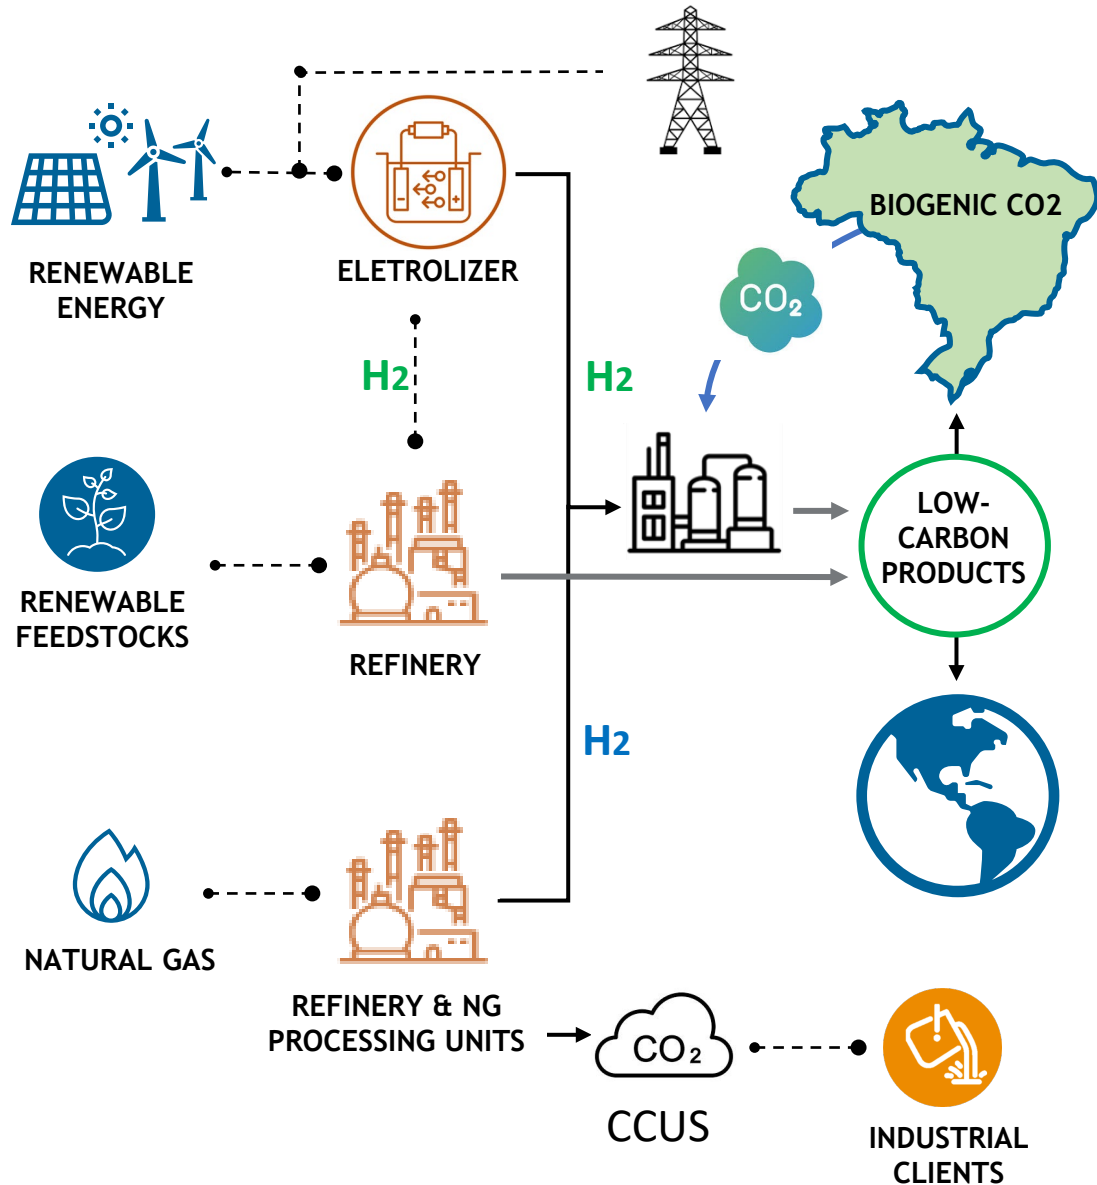 BIOGENIC CO2
RENEWABLE
ENERGY
ELETROLIZER
CO2
H2
H2
RENEWABLE
FEEDSTOCKS
REFINERY
LOW-
CARBON
PRODUCTS
H2
NATURAL GAS
REFINERY & NG
PROCESSING UNITS
CO2
CCUS
INDUSTRIAL
CLIENTS